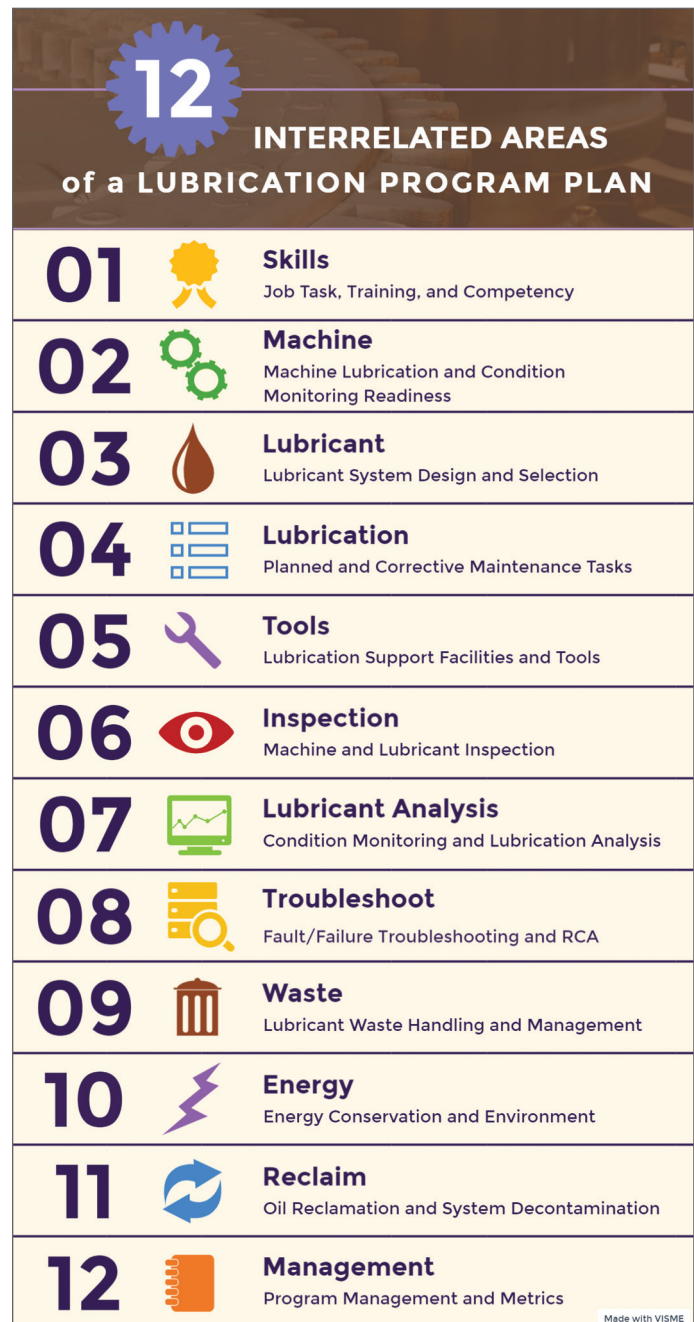 12
INTERRELATED AREAS
of a LUBRICATION PROGRAM PLAN
01
Skills
Job Task, Training, and Competency
02
Machine
Machine Lubrication and Condition
Monitoring Readiness
03
Lubricant
Lubricant System Design and Selection
04
Lubrication
Planned and Corrective Maintenance Tasks
05
Tools
Lubrication Support Facilities and Tools
06
Inspection
Machine and Lubricant Inspection
07
Lubricant Analysis
Condition Monitoring and Lubrication Analysis
08
Troubleshoot
Fault/Failure Troubleshooting and RCA
09
Waste
Lubricant Waste Handling and Management
10
Energy
Energy Conservation and Environment
11
Reclaim
Oil Reclamation and System Decontamination
12
Management
Program Management and Metrics
Made with VISME